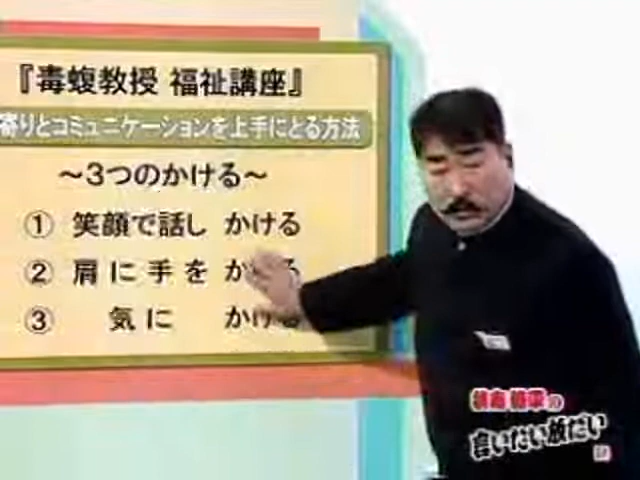 『毒蝮教授 福祉講座』
寄りとコミュニケーションを上手にとる方法
～3つのかける～
① 笑顔で話し かける
② 肩に手を か る
③ 気に かける
の
言いたい放だい